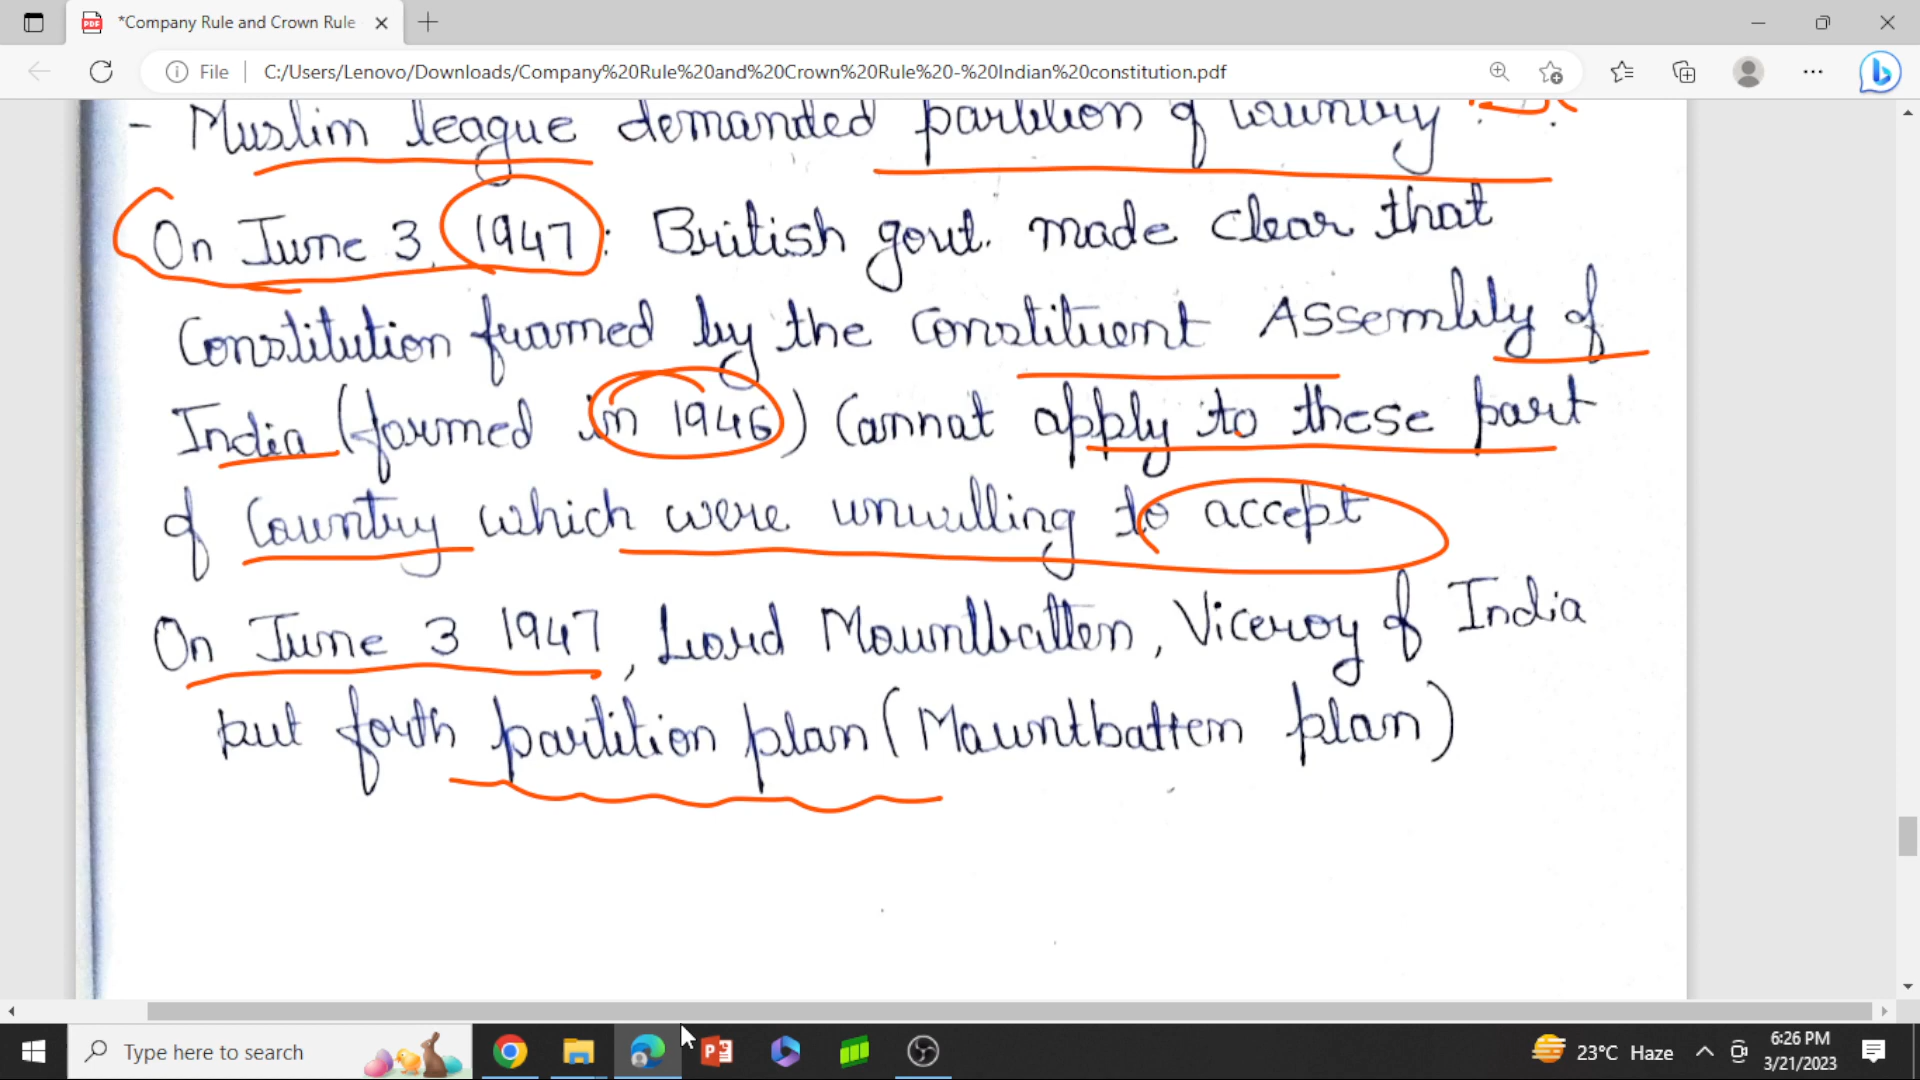 *Company Rule and Crown Rule
File
C:/Users/Lenovo/Downloads/Company%20Rule%20and%20Crown%20Rule%20-%20Indian%20constitution.pdf
- Muslim league demanded partition of Country.
On June 3, 1947: British govt. made clear that
Constitution framed by the Constituent Assembly of
India (formed in 1946) Cannot apply to these part
of Country which were unwilling to accept
On June 3 1947, Lord Mountbatten, Viceroy of India
put forth partition plan (Mountbatten plan)
Type here to search
23°C Haze
6:26 PM
3/21/2023